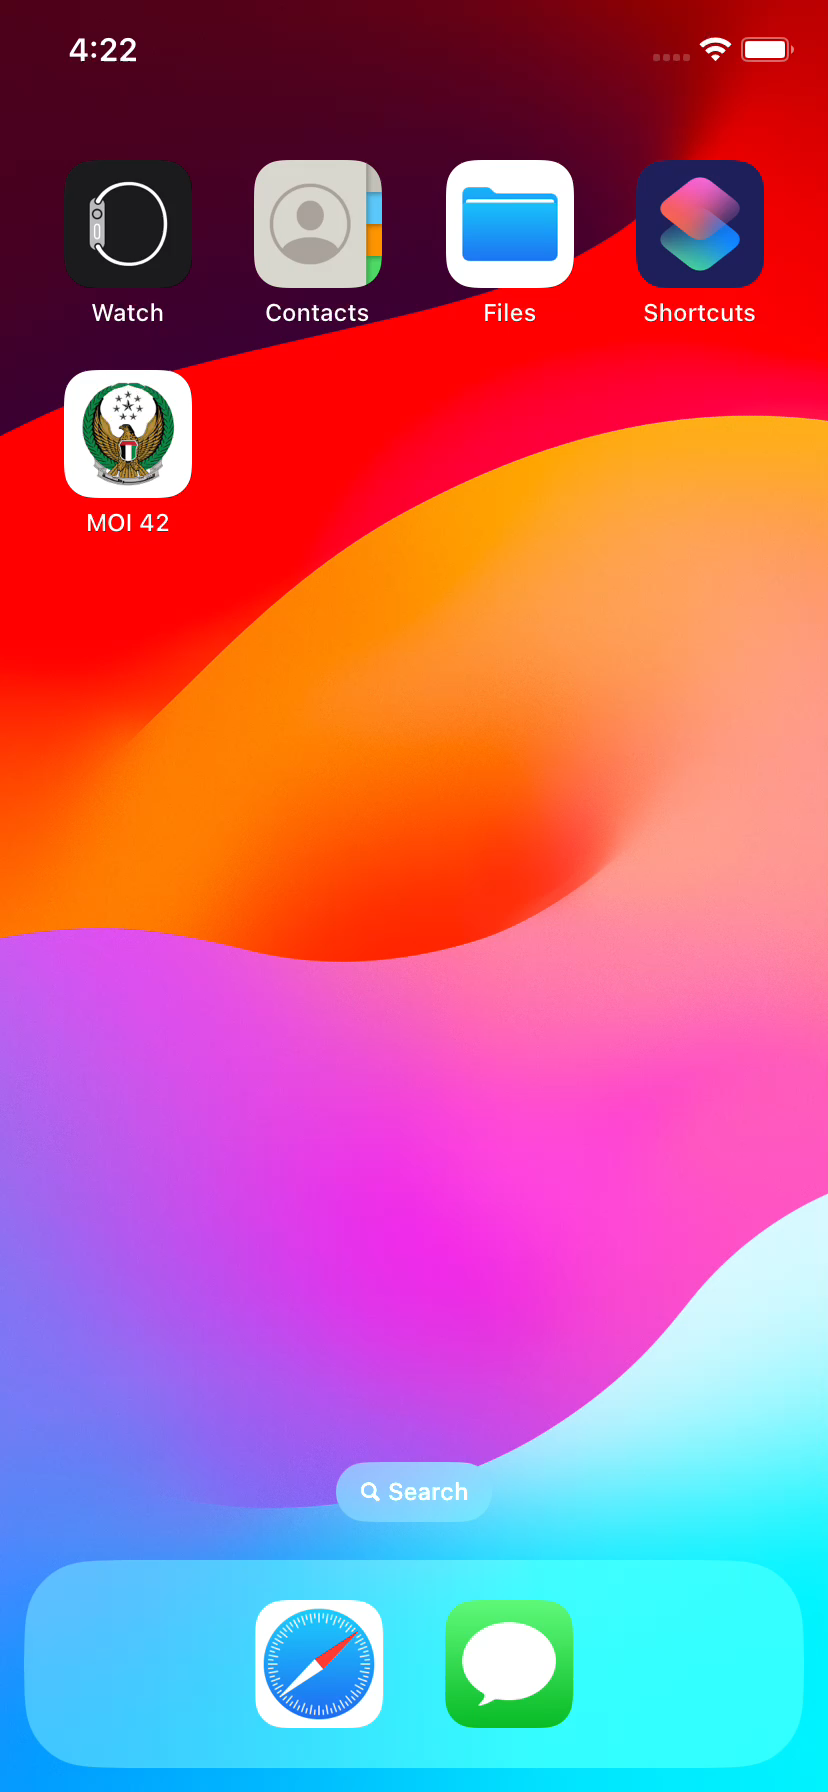 4:22
Watch
Contacts
Files
Shortcuts
MOI 42
Search